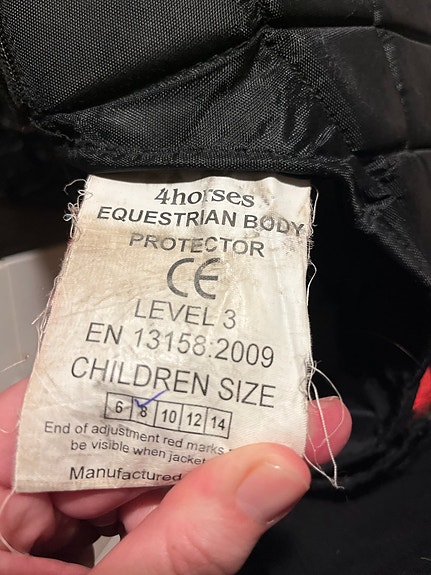 4horses
EQUESTRIAN BODY
PROTECTOR
CE
LEVEL 3
EN 13158:2009
CHILDREN SIZE
6 8 10 12 14
End of adjustment red marks
be visible when jacket
Manufactured